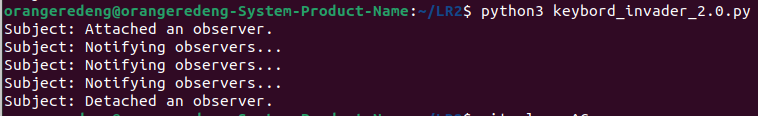 orangeredeng@orangeredeng-System-Product-Name:~/LR2$ python3 keybord_invader_2.0.py
Subject: Attached an observer.
Subject: Notifying observers...
Subject: Notifying observers...
Subject: Notifying observers...
Subject: Detached an observer.